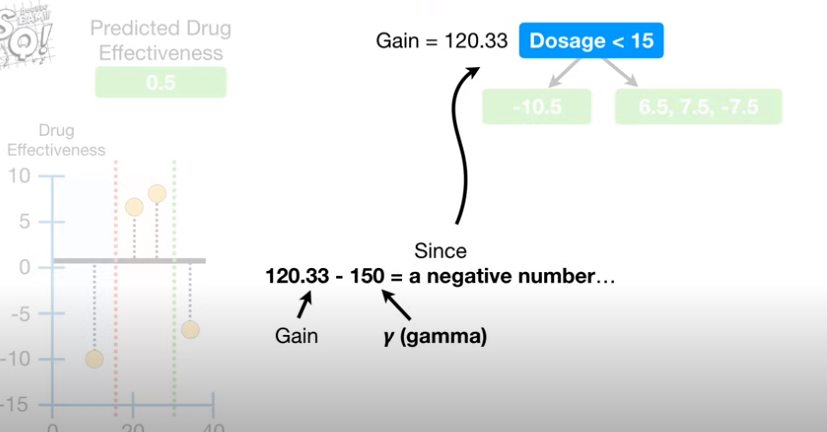 Predicted Drug
Effectiveness
0.5
Gain = 120.33
Dosage < 15
-10.5
6.5, 7.5, -7.5
Drug
Effectiveness
10
5
0
-5
-10
-15
0
20
40
Since
120.33 - 150 = a negative number...
Gain
γ (gamma)